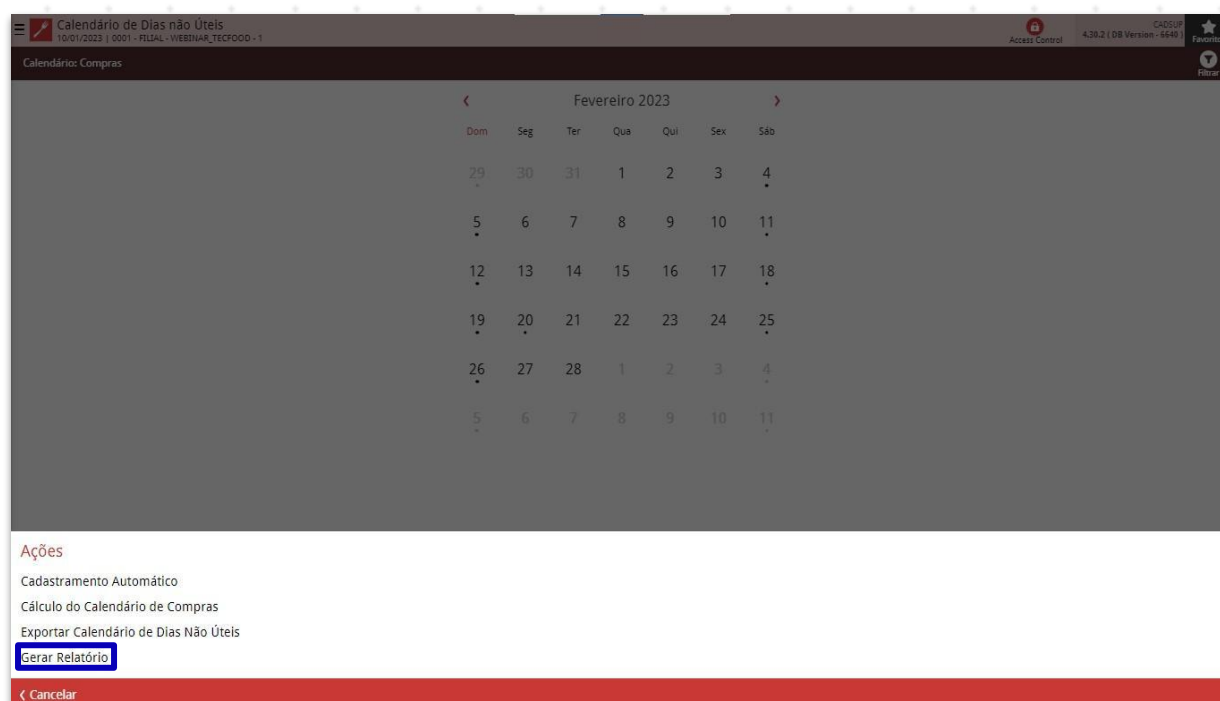 Calendário de Dias não Úteis
10/01/2023 | 0001 - FILIAL - WEBINAR_TECFOOD - 1
Access Control
CADSUP
4.30.2 ( DB Version - 6640 )
Favorito
Calendário: Compras
Filtrar
Fevereiro 2023
Dom Seg Ter Qua Qui Sex Sáb
29 30 31 1 2 3 4
5 6 7 8 9 10 11
12 13 14 15 16 17 18
19 20 21 22 23 24 25
26 27 28 1 2 3 4
5 6 7 8 9 10 11
Ações
Cadastramento Automático
Cálculo do Calendário de Compras
Exportar Calendário de Dias Não Úteis
Gerar Relatório
Cancelar